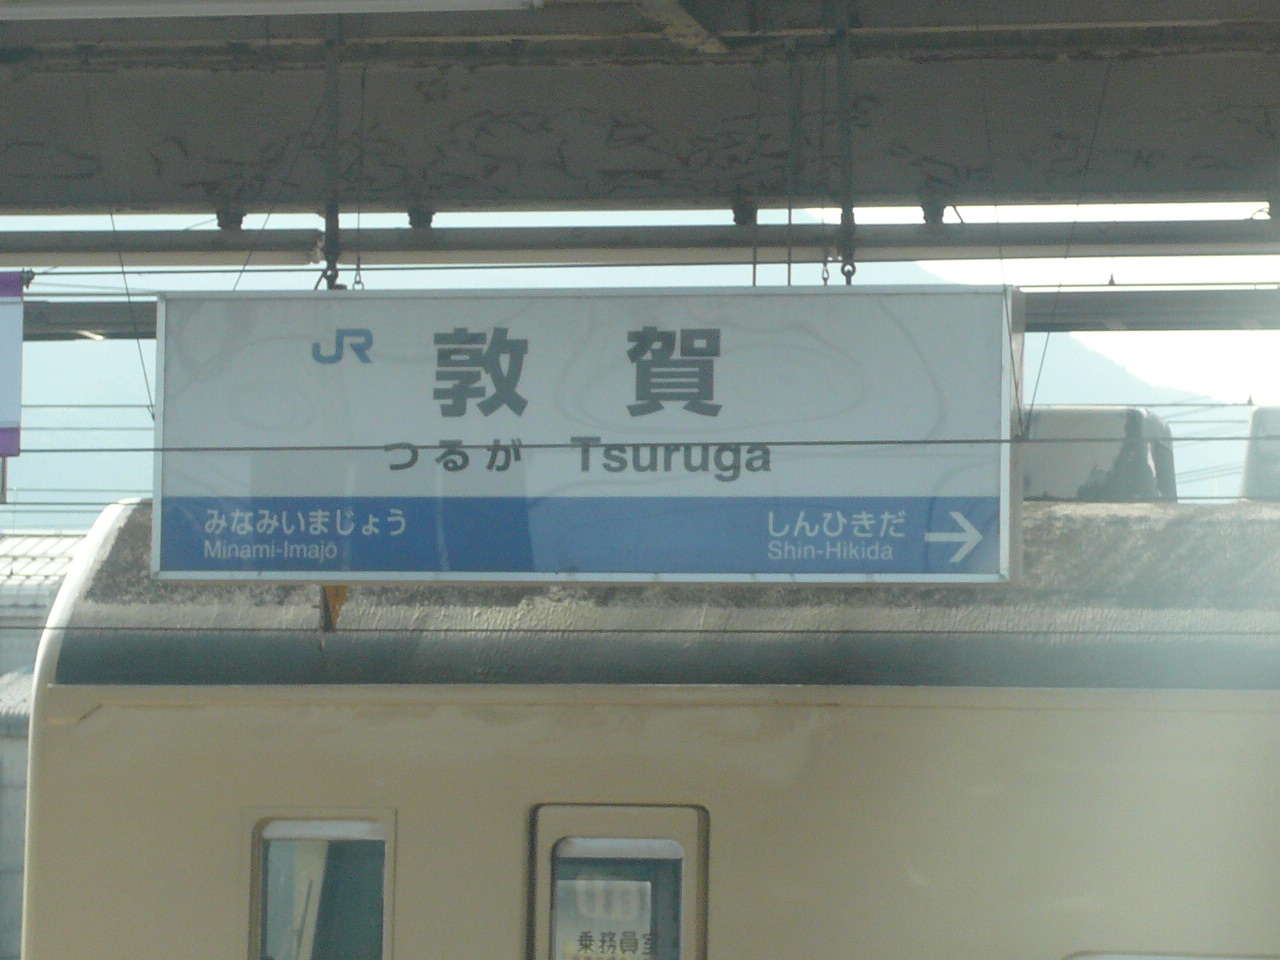 JR 敦賀
つるが Tsuruga
みなみいまじょう
Minami-Imajō
しんひきだ
Shin-Hikida
乗務員室